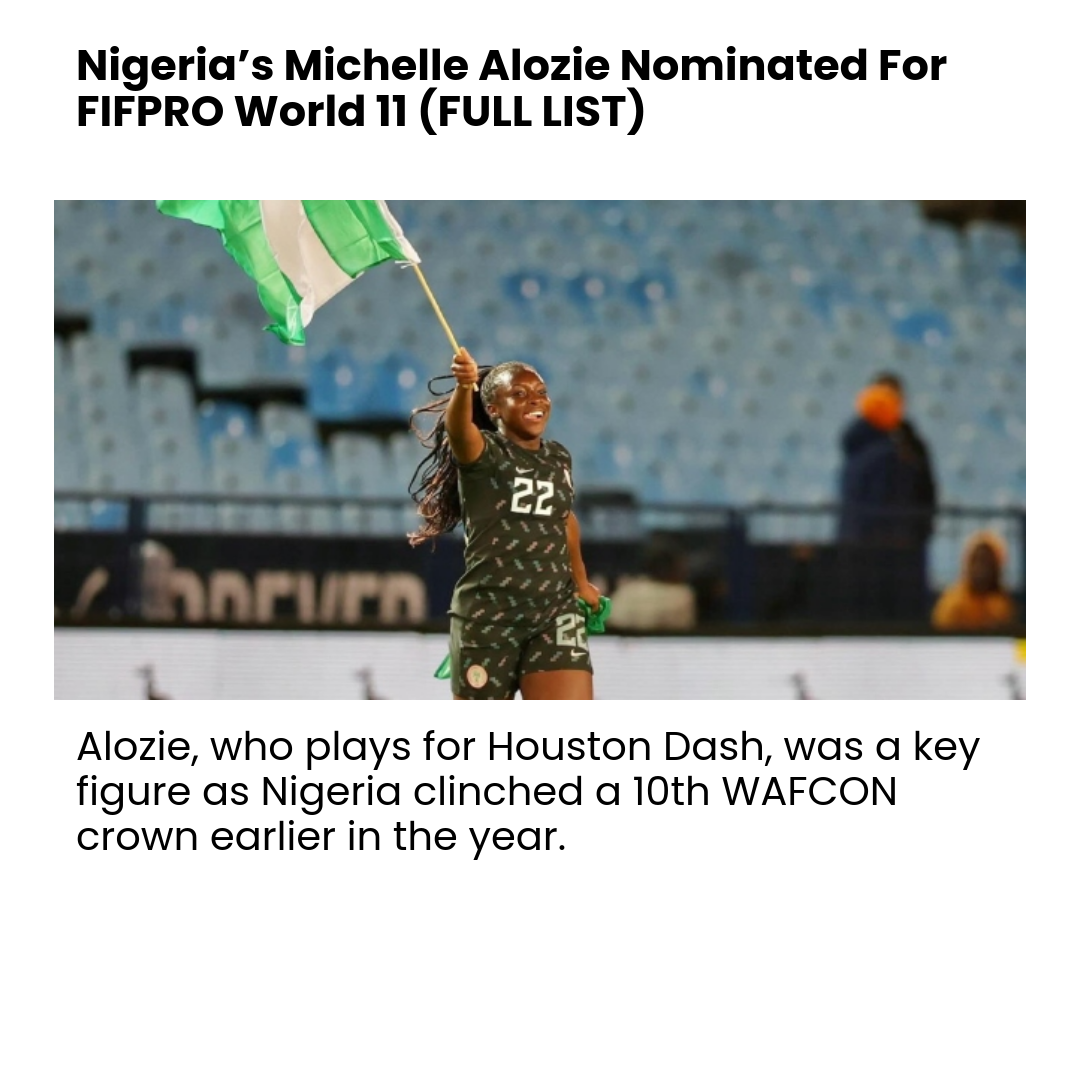 Nigeria’s Michelle Alozie Nominated For
FIFPRO World 11 (FULL LIST)
22
22
Alozie, who plays for Houston Dash, was a key
figure as Nigeria clinched a 10th WAFCON
crown earlier in the year.